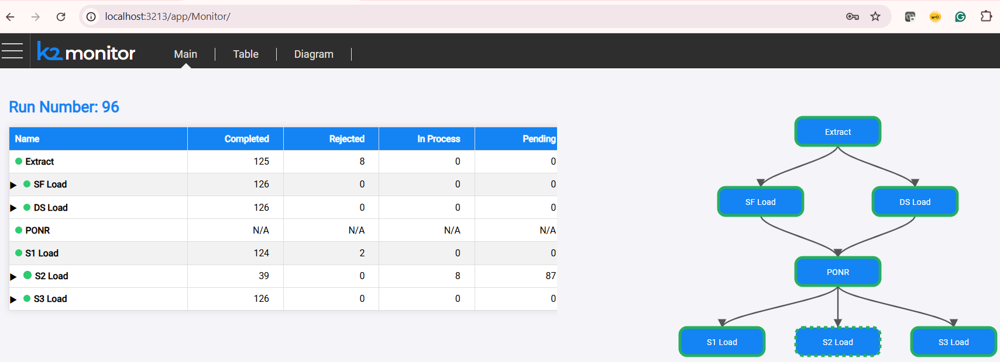 localhost:3213/app/Monitor/
k2 monitor Main Table Diagram
Run Number: 96
Name Completed Rejected In Process Pending
Extract 125 8 0 0
SF Load 126 0 0 0
DS Load 126 0 0 0
PONR N/A N/A N/A N/A
S1 Load 124 2 0 0
S2 Load 39 0 8 87
S3 Load 126 0 0 0
Extract
SF Load DS Load
PONR
S1 Load S2 Load S3 Load